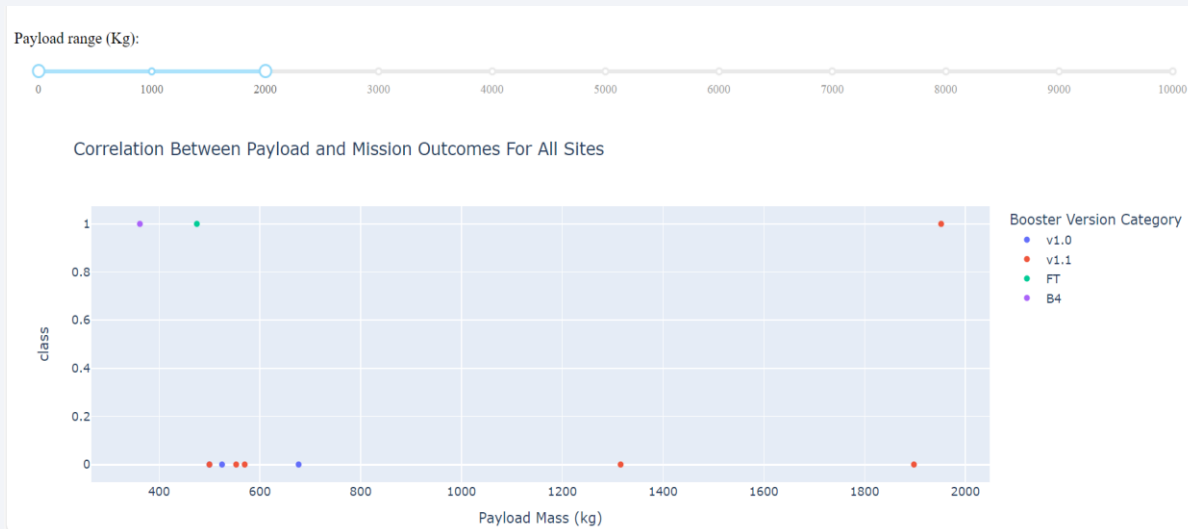 Payload range (Kg):
0 1000 2000 3000 4000 5000 6000 7000 8000 9000 10000
Correlation Between Payload and Mission Outcomes For All Sites
Booster Version Category
v1.0
v1.1
FT
B4
class
1
0.8
0.6
0.4
0.2
0
400 600 800 1000 1200 1400 1600 1800 2000
Payload Mass (kg)